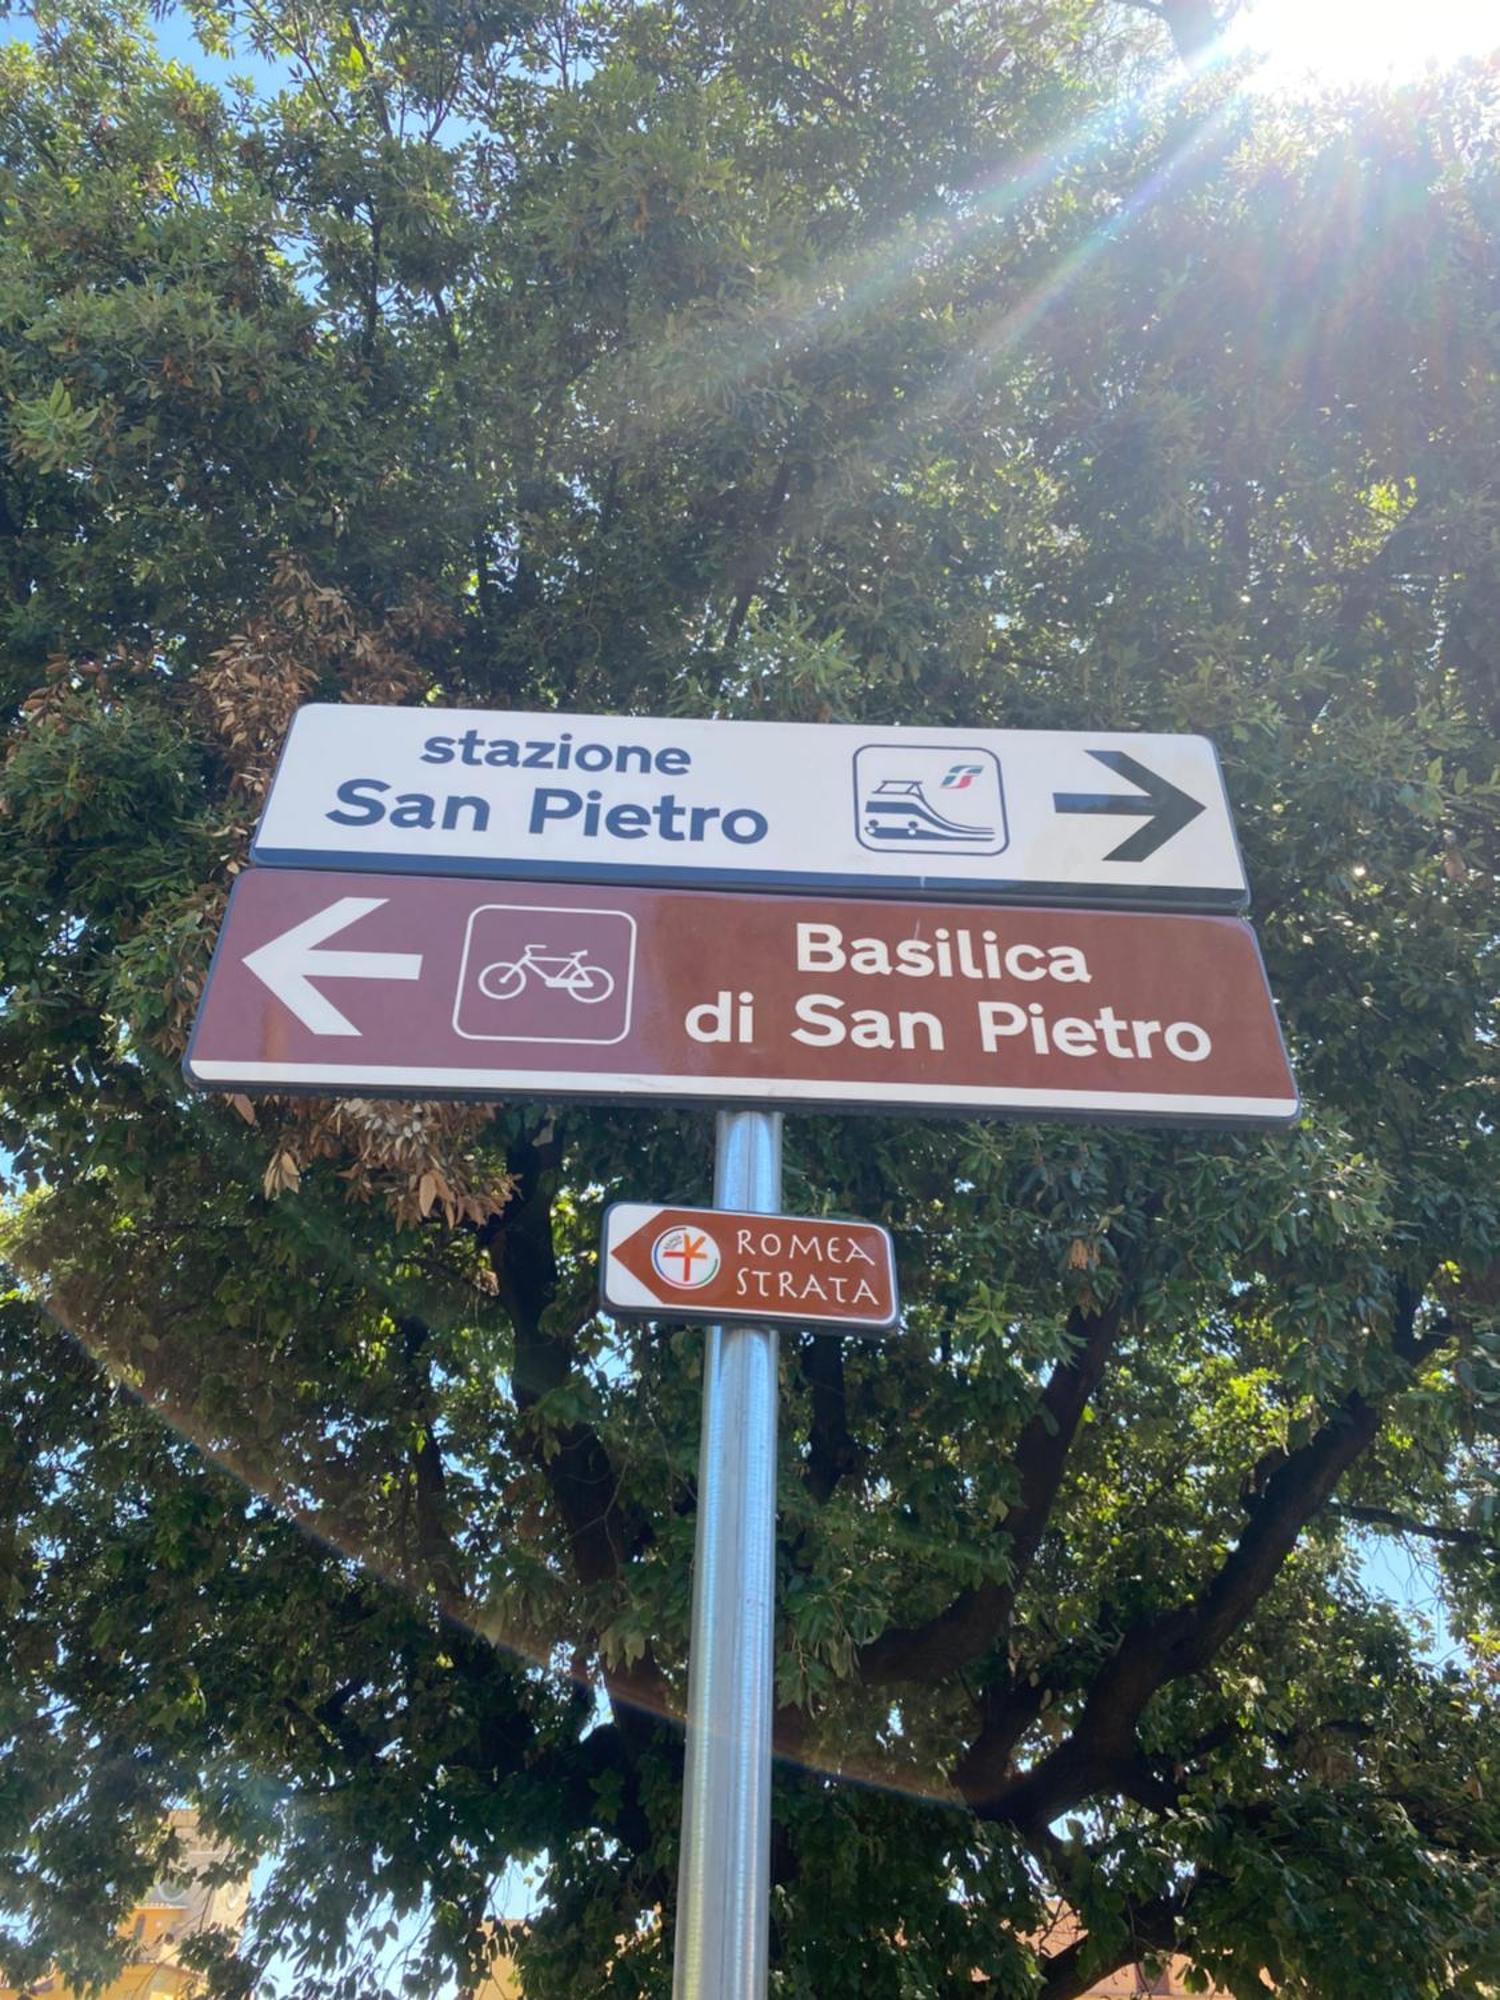 stazione
San Pietro
Basilica
di San Pietro
ROMEA
STRATA